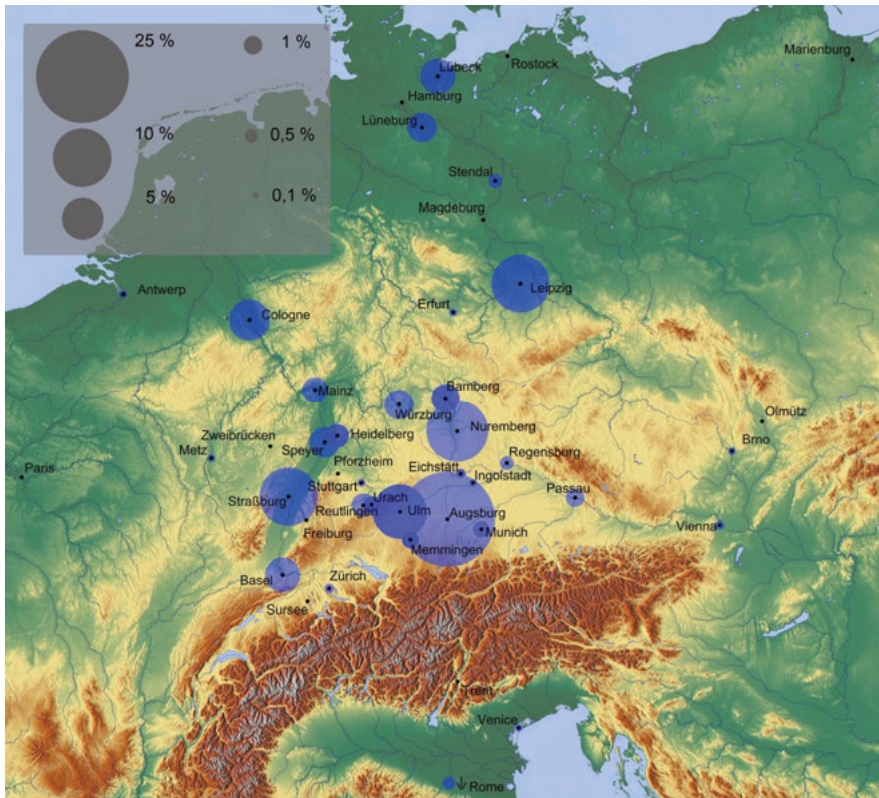 25 %
1 %
10 %
0,5 %
5 %
0,1 %
Marienburg
Rostock
Lübeck
Hamburg
Lüneburg
Stendal
Magdeburg
Antwerp
Leipzig
Erfurt
Cologne
Mainz
Bamberg
Würzburg
Olmütz
Nuremberg
Zweibrücken
Heidelberg
Speyer
Metz
Brno
Regensburg
Paris
Pforzheim
Eichstätt
Ingolstadt
Stuttgart
Passau
Straßburg
Urach
Reutlingen
Ulm
Augsburg
Vienna
Freiburg
Munich
Memmingen
Basel
Zürich
Sursee
Trent
Venice
Rome